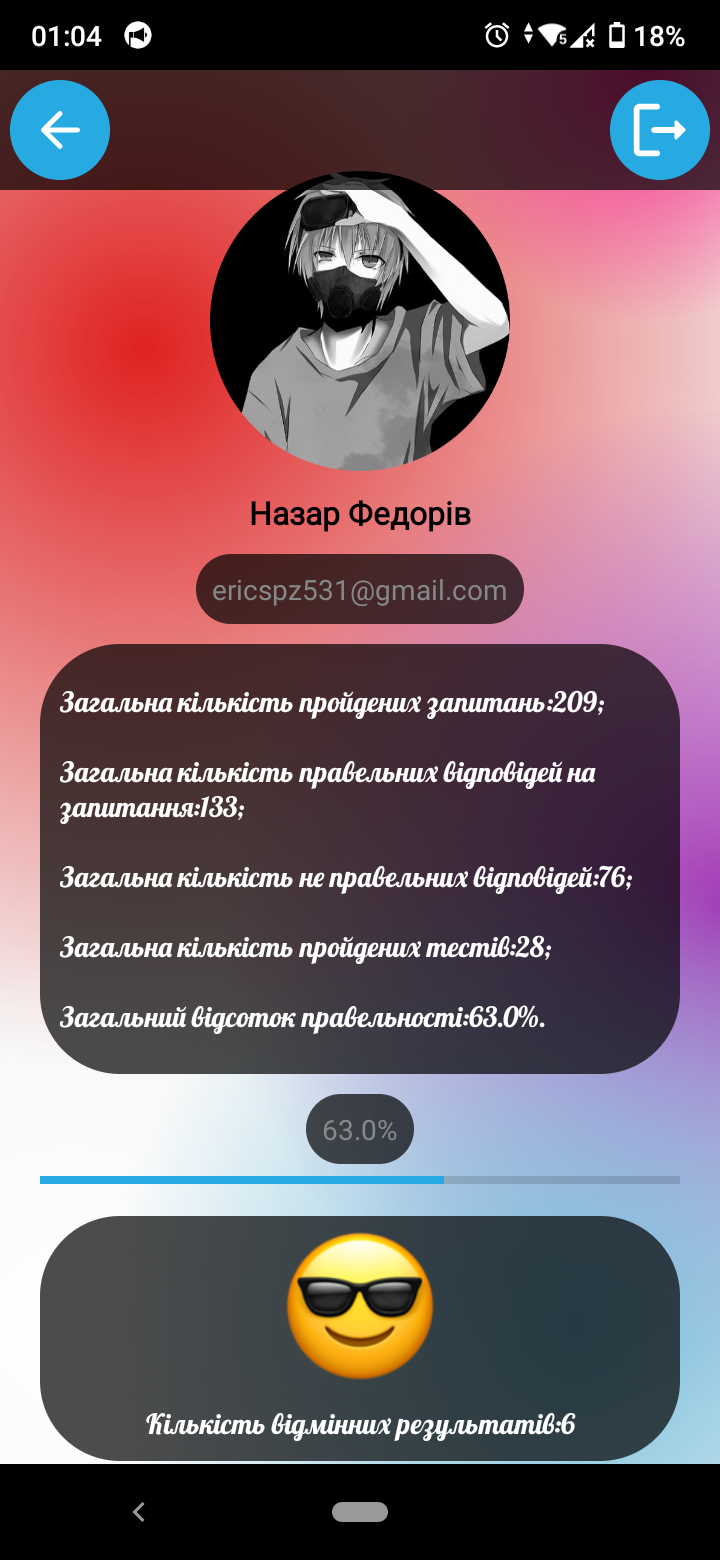 01:04
5
18%
Назар Федорів
ericspz531@gmail.com
Загальна кількість пройдених запитань:209;
Загальна кількість правельних відповідей на
запитання:133;
Загальна кількість не правельних відповідей:76;
Загальна кількість пройдених тестів:28;
Загальний відсоток правельності:63.0%.
63.0%
Кількість відмінних результатів:6